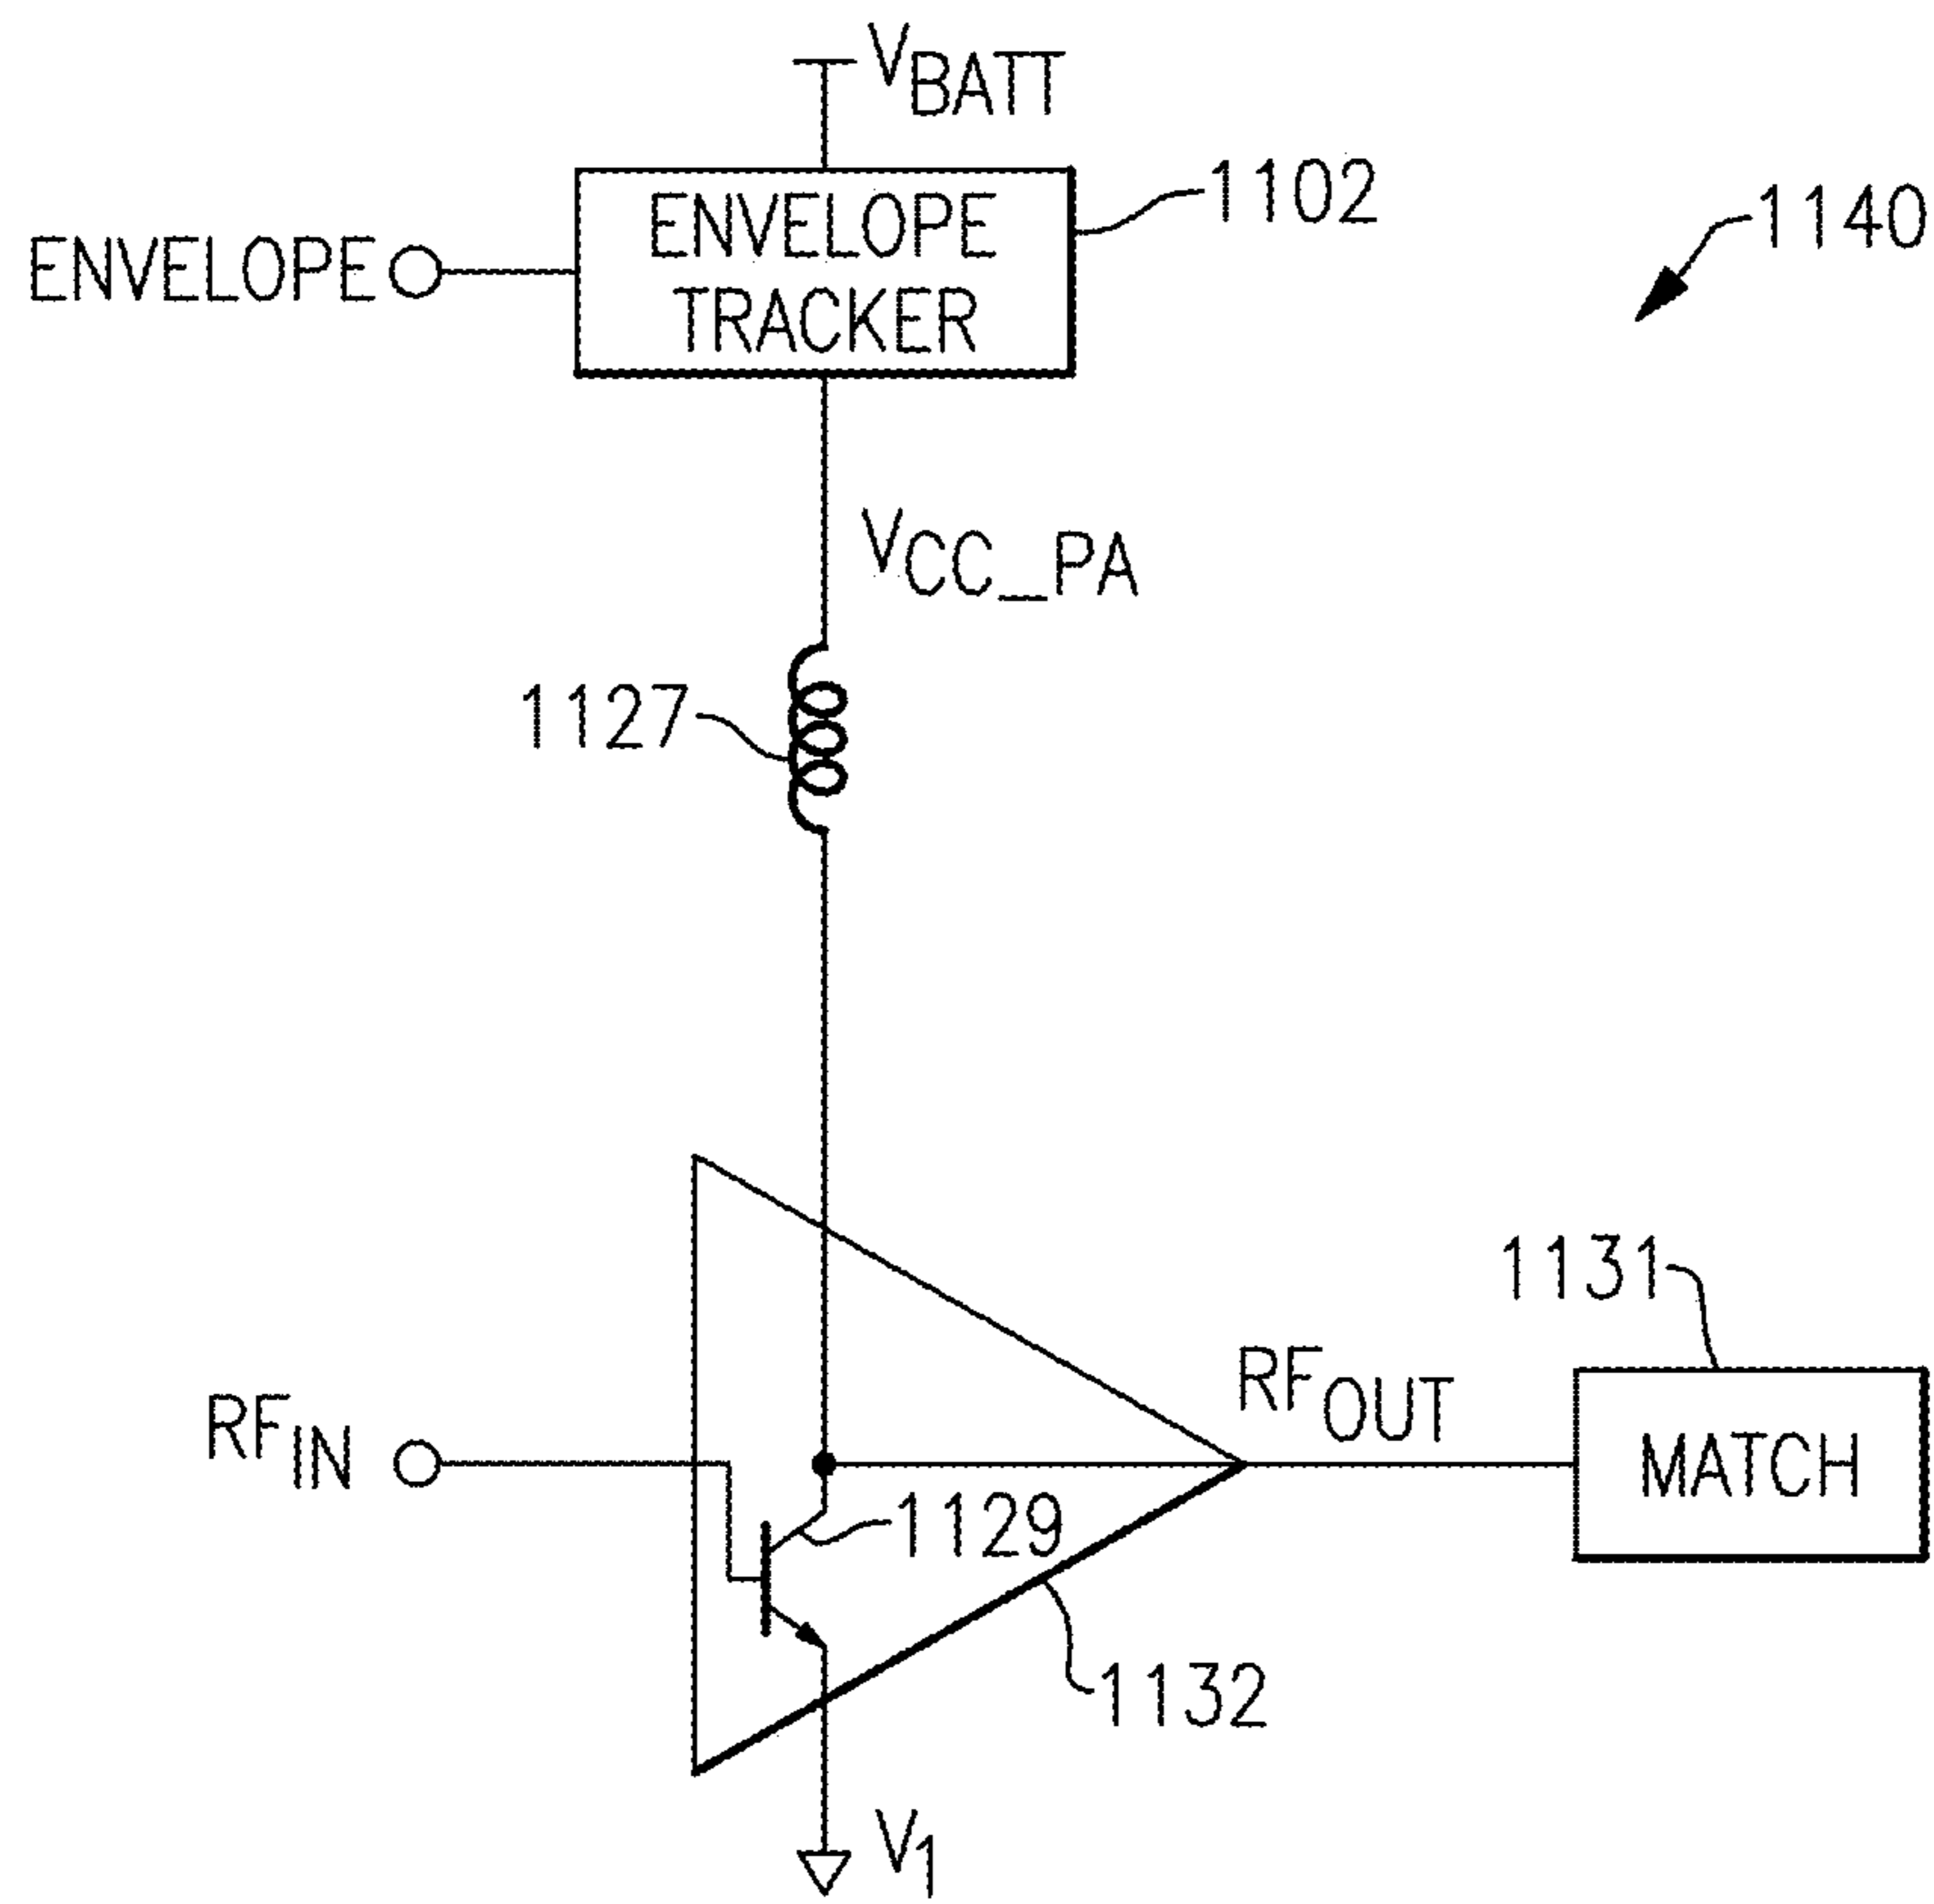 VBATT
ENVELOPE
TRACKER
1102
1140
ENVELOPE
VCC_PA
1127
1131
RFIN
RFOUT
MATCH
1129
1132
V1